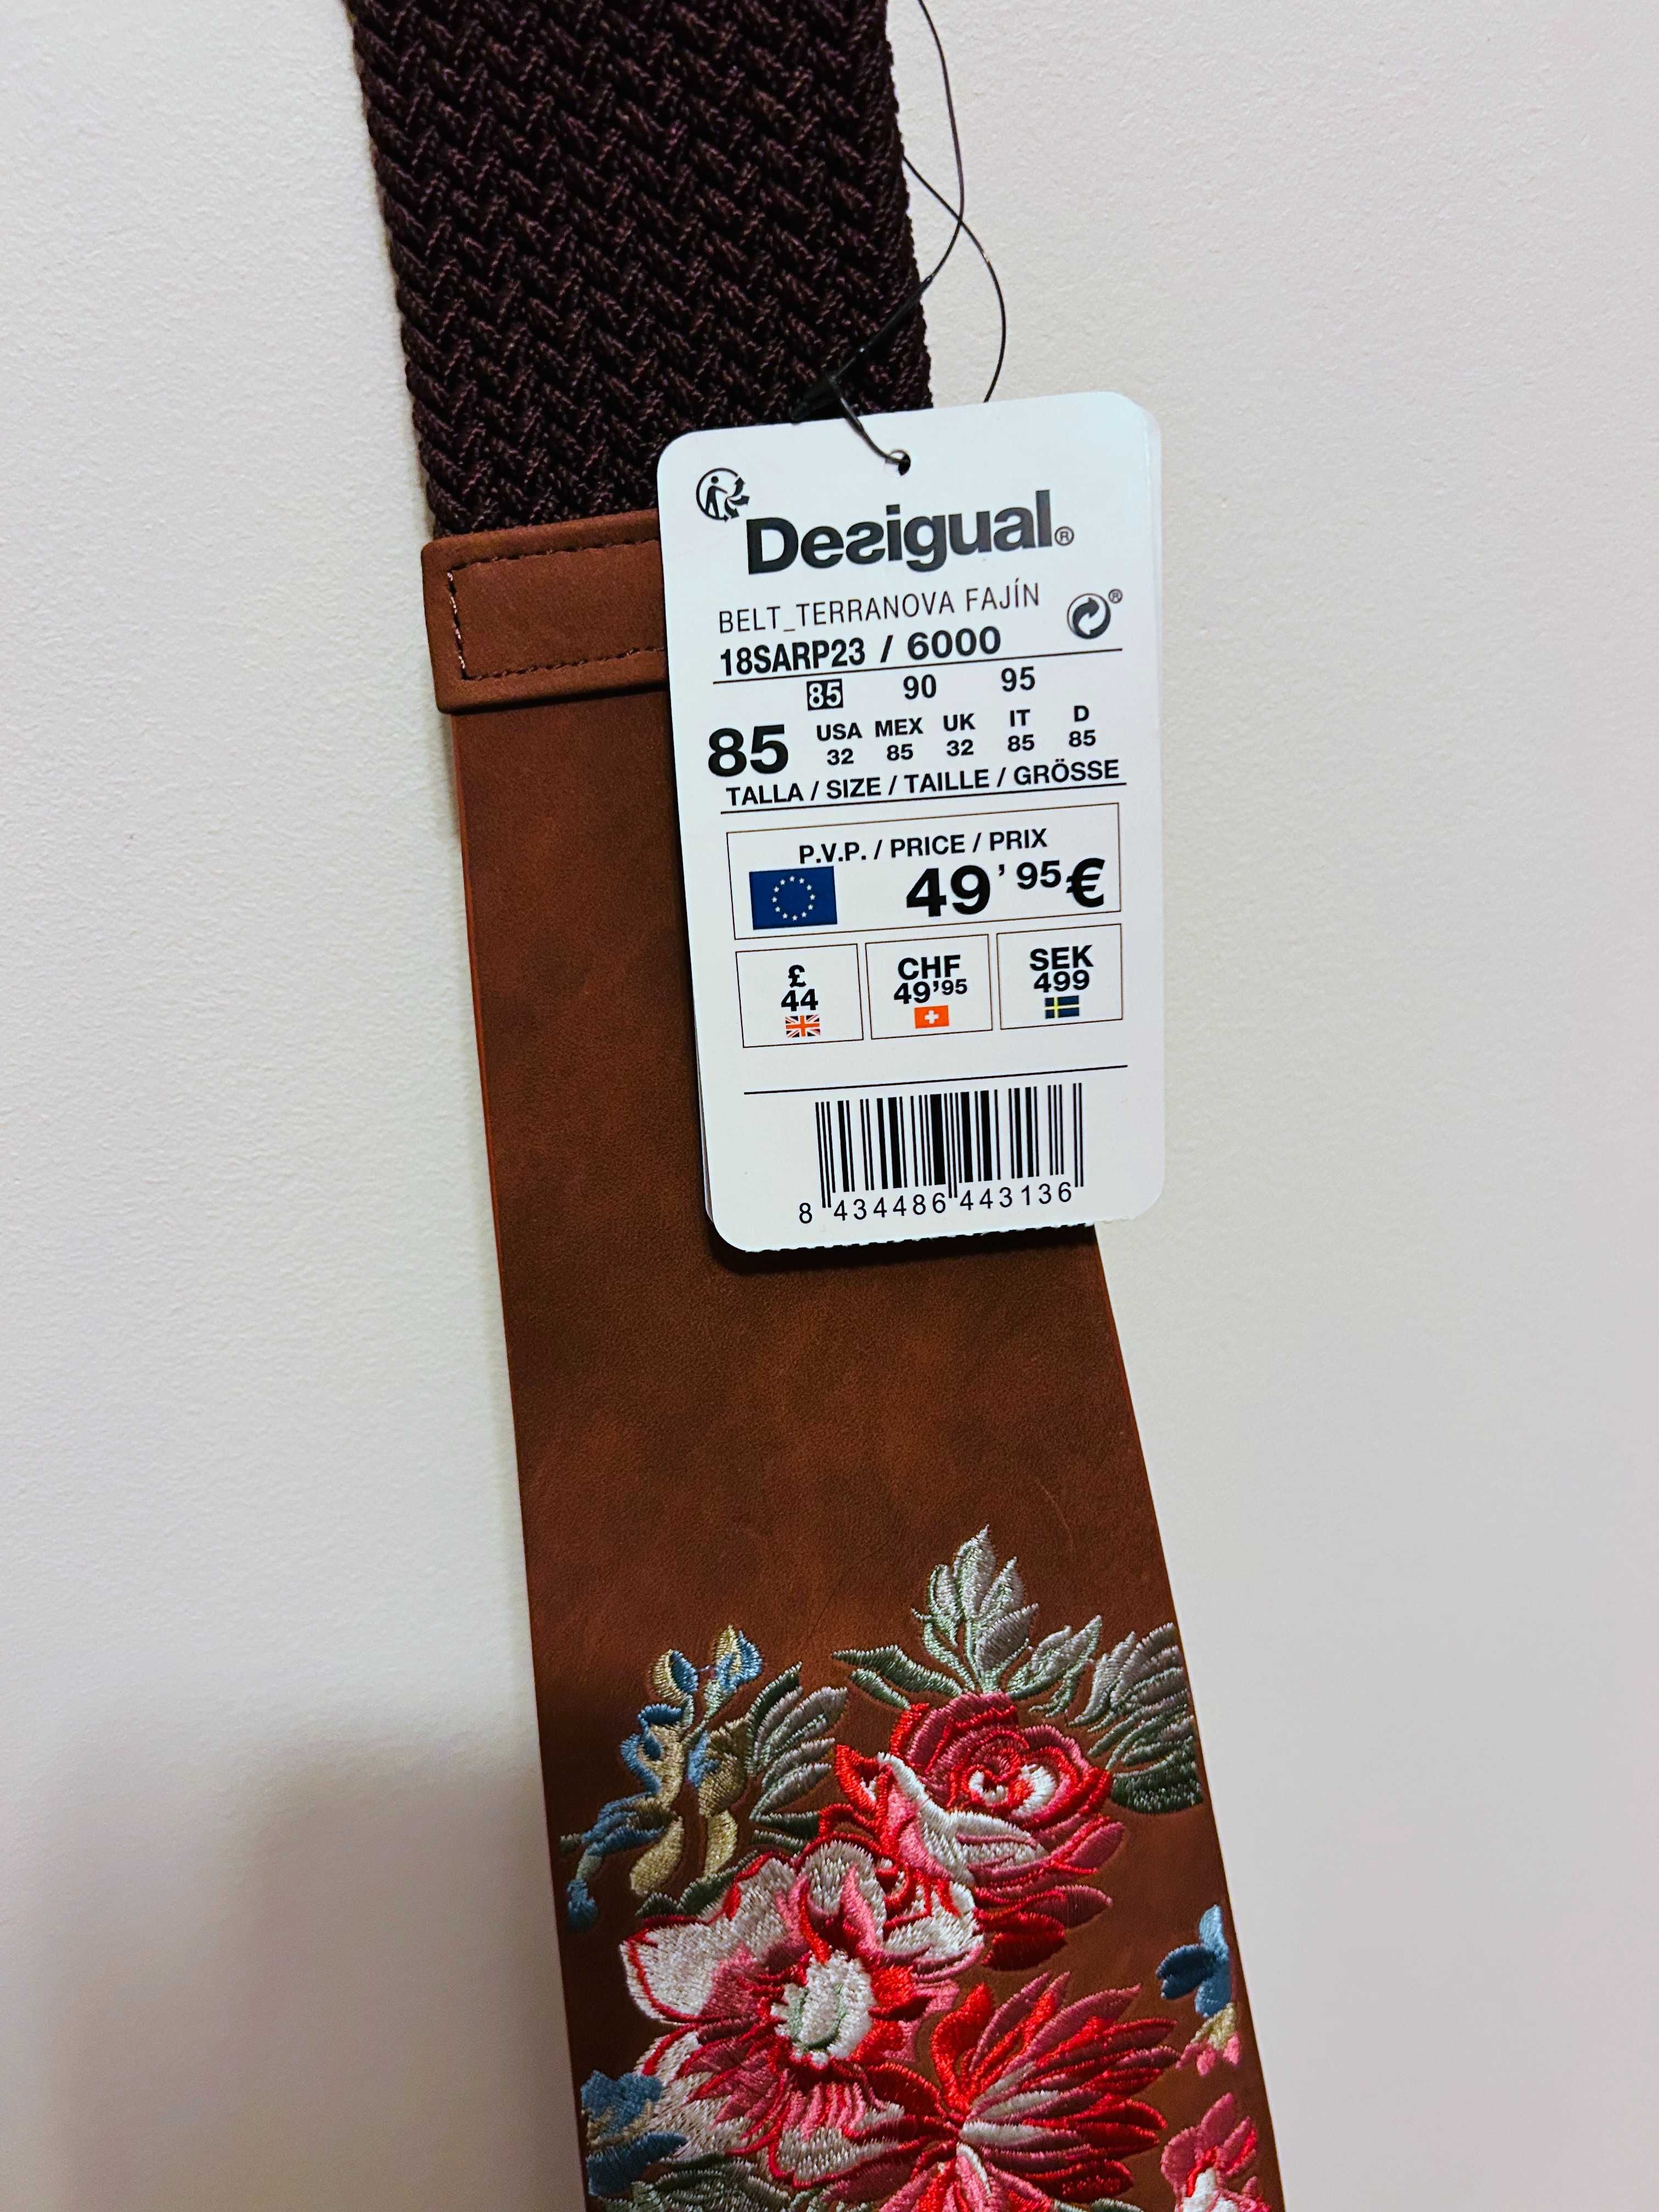 Desigual®
BELT_TERRANOVA FAJÍN
18SARP23 / 6000
85 90 95
85 USA MEX UK IT D
32 85 32 85 85
TALLA / SIZE / TAILLE / GRÖSSE
P.V.P. / PRICE / PRIX
49'95€
£ CHF SEK
44 49'95 499
8 434486 443136